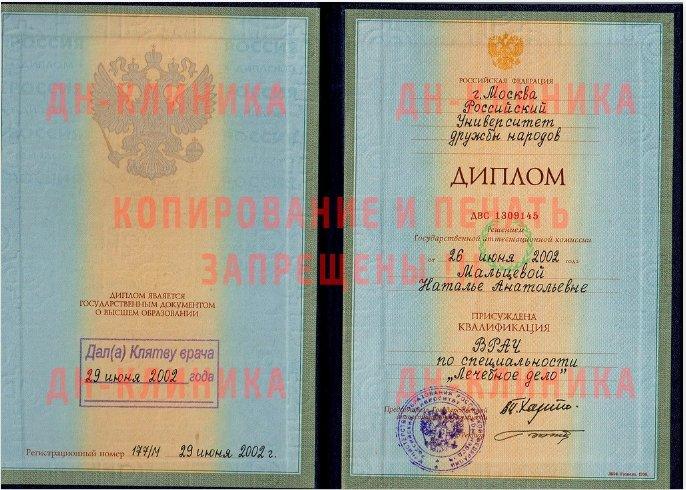 РОССИЯ
ДН-КЛИНИКА
КОПИРОВАНИЕ И ПЕЧАТЬ
ЗАПРЕЩЕНЫ
ДИПЛОМ ЯВЛЯЕТСЯ
ГОСУДАРСТВЕННЫМ ДОКУМЕНТОМ
О ВЫСШЕМ ОБРАЗОВАНИИ
Дал(а) Клятву врача
29 июня 2002 года
ДН-КЛИНИКА
Регистрационный номер 177/М 29 июня 2002 г.
РОССИЙСКАЯ ФЕДЕРАЦИЯ
г. Москва
ДН-КЛИНИКА
Российский
Университет
дружбы народов
ДИПЛОМ
ДВС 1309145
Решением
Государственной аттестационной комиссии
от 26 июня 2002 года
Мальцевой
Наталье Анатольевне
ПРИСУЖДЕНА
КВАЛИФИКАЦИЯ
ВРАЧ
по специальности
„Лечебное дело"
ДН-КЛИНИКА